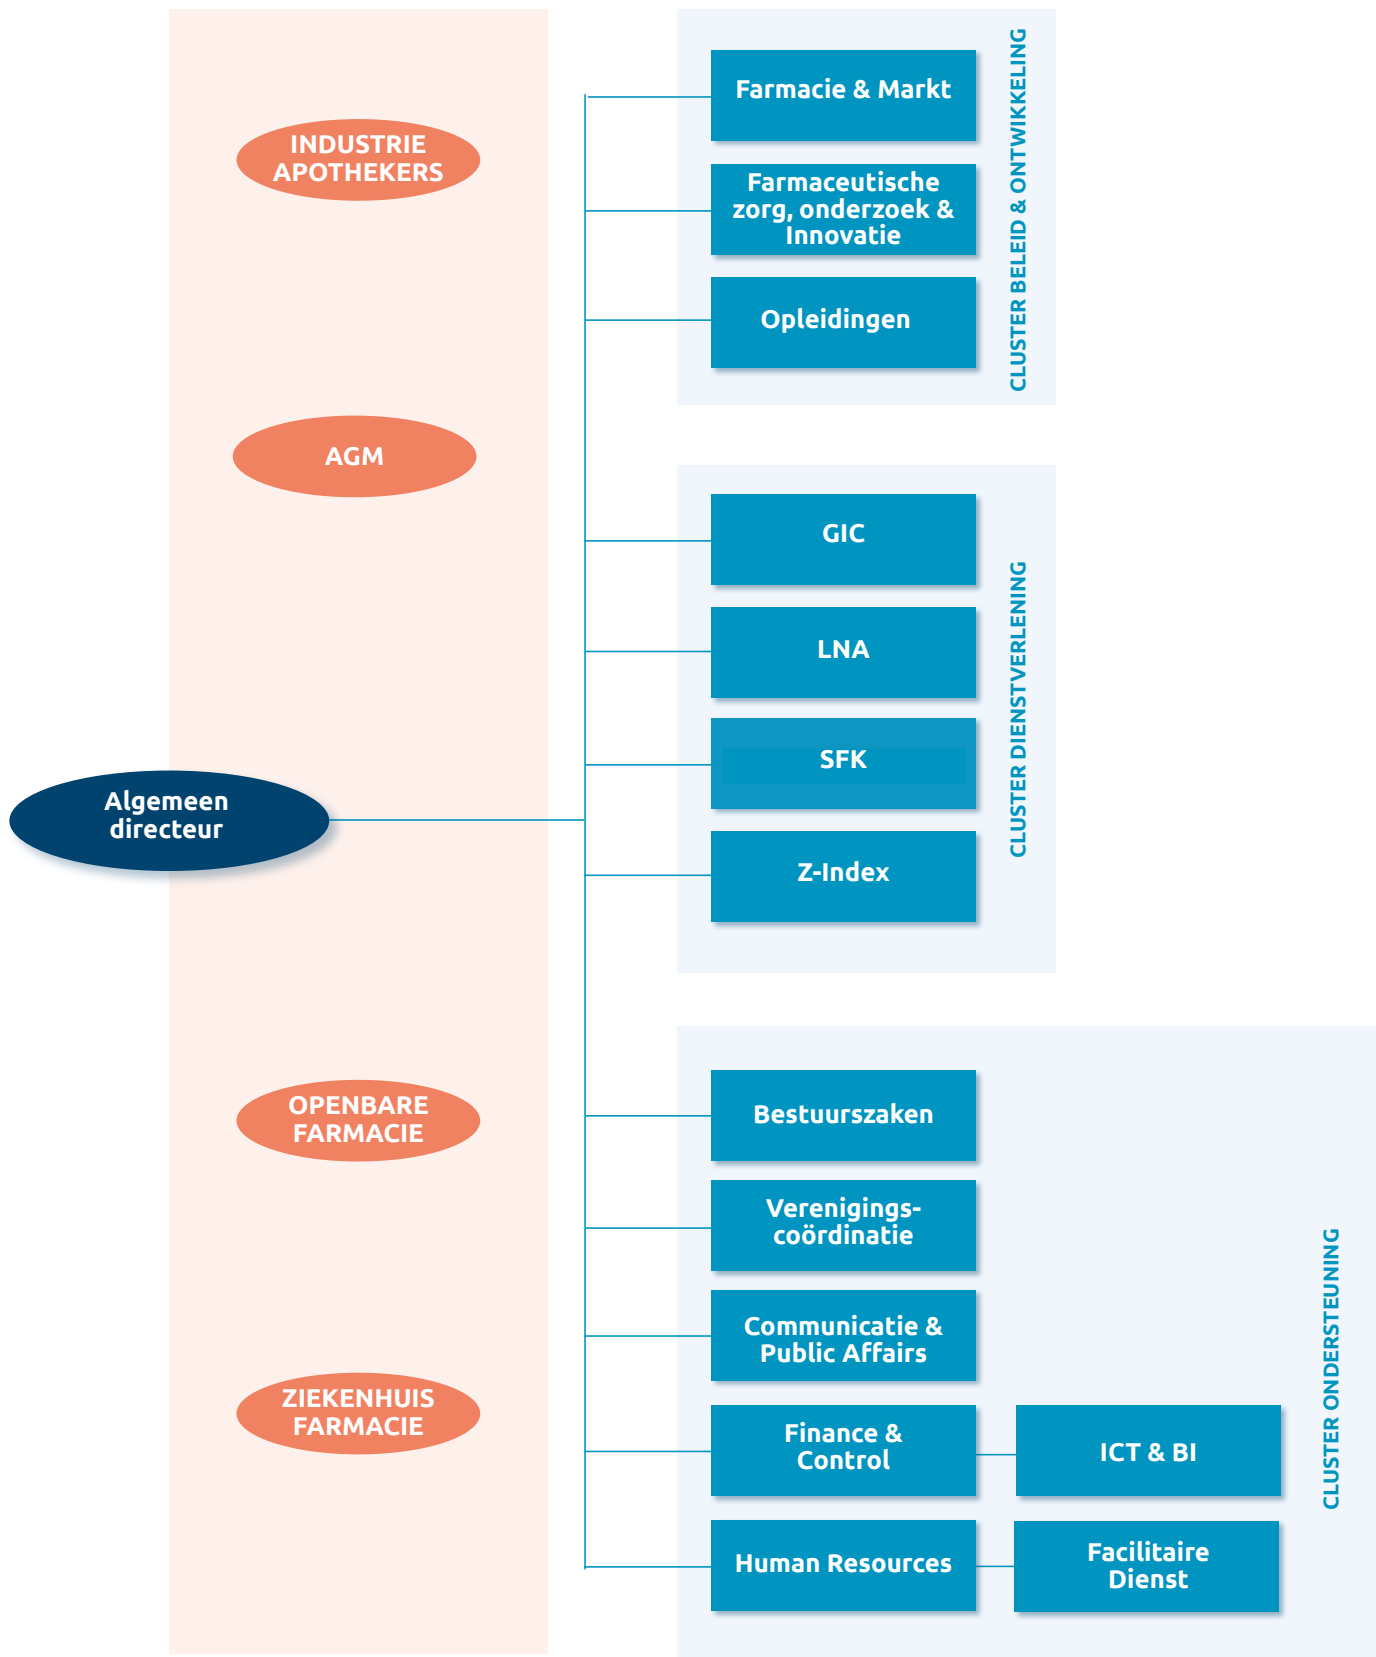 INDUSTRIE
APOTHEKERS
AGM
Algemeen
directeur
OPENBARE
FARMACIE
ZIEKENHUIS
FARMACIE
Farmacie & Markt
Farmaceutische
zorg, onderzoek &
Innovatie
Opleidingen
CLUSTER BELEID & ONTWIKKELING
GIC
LNA
SFK
Z-Index
CLUSTER DIENSTVERLENING
Bestuurszaken
Verenigings-
coördinatie
Communicatie &
Public Affairs
Finance &
Control
ICT & BI
Human Resources
Facilitaire
Dienst
CLUSTER ONDERSTEUNING